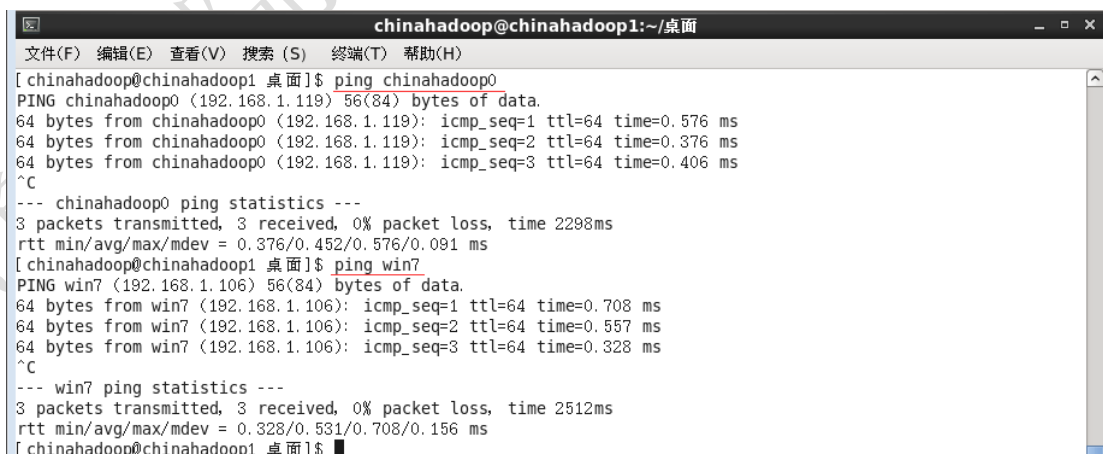 chinahadoop@chinahadoop1:~/桌面
文件(F) 编辑(E) 查看(V) 搜索 (S) 终端(T) 帮助(H)
[chinahadoop@chinahadoop1 桌面]$ ping chinahadoop0
PING chinahadoop0 (192.168.1.119) 56(84) bytes of data.
64 bytes from chinahadoop0 (192.168.1.119): icmp_seq=1 ttl=64 time=0.576 ms
64 bytes from chinahadoop0 (192.168.1.119): icmp_seq=2 ttl=64 time=0.376 ms
64 bytes from chinahadoop0 (192.168.1.119): icmp_seq=3 ttl=64 time=0.406 ms
^C
--- chinahadoop0 ping statistics ---
3 packets transmitted, 3 received, 0% packet loss, time 2298ms
rtt min/avg/max/mdev = 0.376/0.452/0.576/0.091 ms
[chinahadoop@chinahadoop1 桌面]$ ping win7
PING win7 (192.168.1.106) 56(84) bytes of data.
64 bytes from win7 (192.168.1.106): icmp_seq=1 ttl=64 time=0.708 ms
64 bytes from win7 (192.168.1.106): icmp_seq=2 ttl=64 time=0.557 ms
64 bytes from win7 (192.168.1.106): icmp_seq=3 ttl=64 time=0.328 ms
^C
--- win7 ping statistics ---
3 packets transmitted, 3 received, 0% packet loss, time 2512ms
rtt min/avg/max/mdev = 0.328/0.531/0.708/0.156 ms
[chinahadoop@chinahadoop1 桌面]$